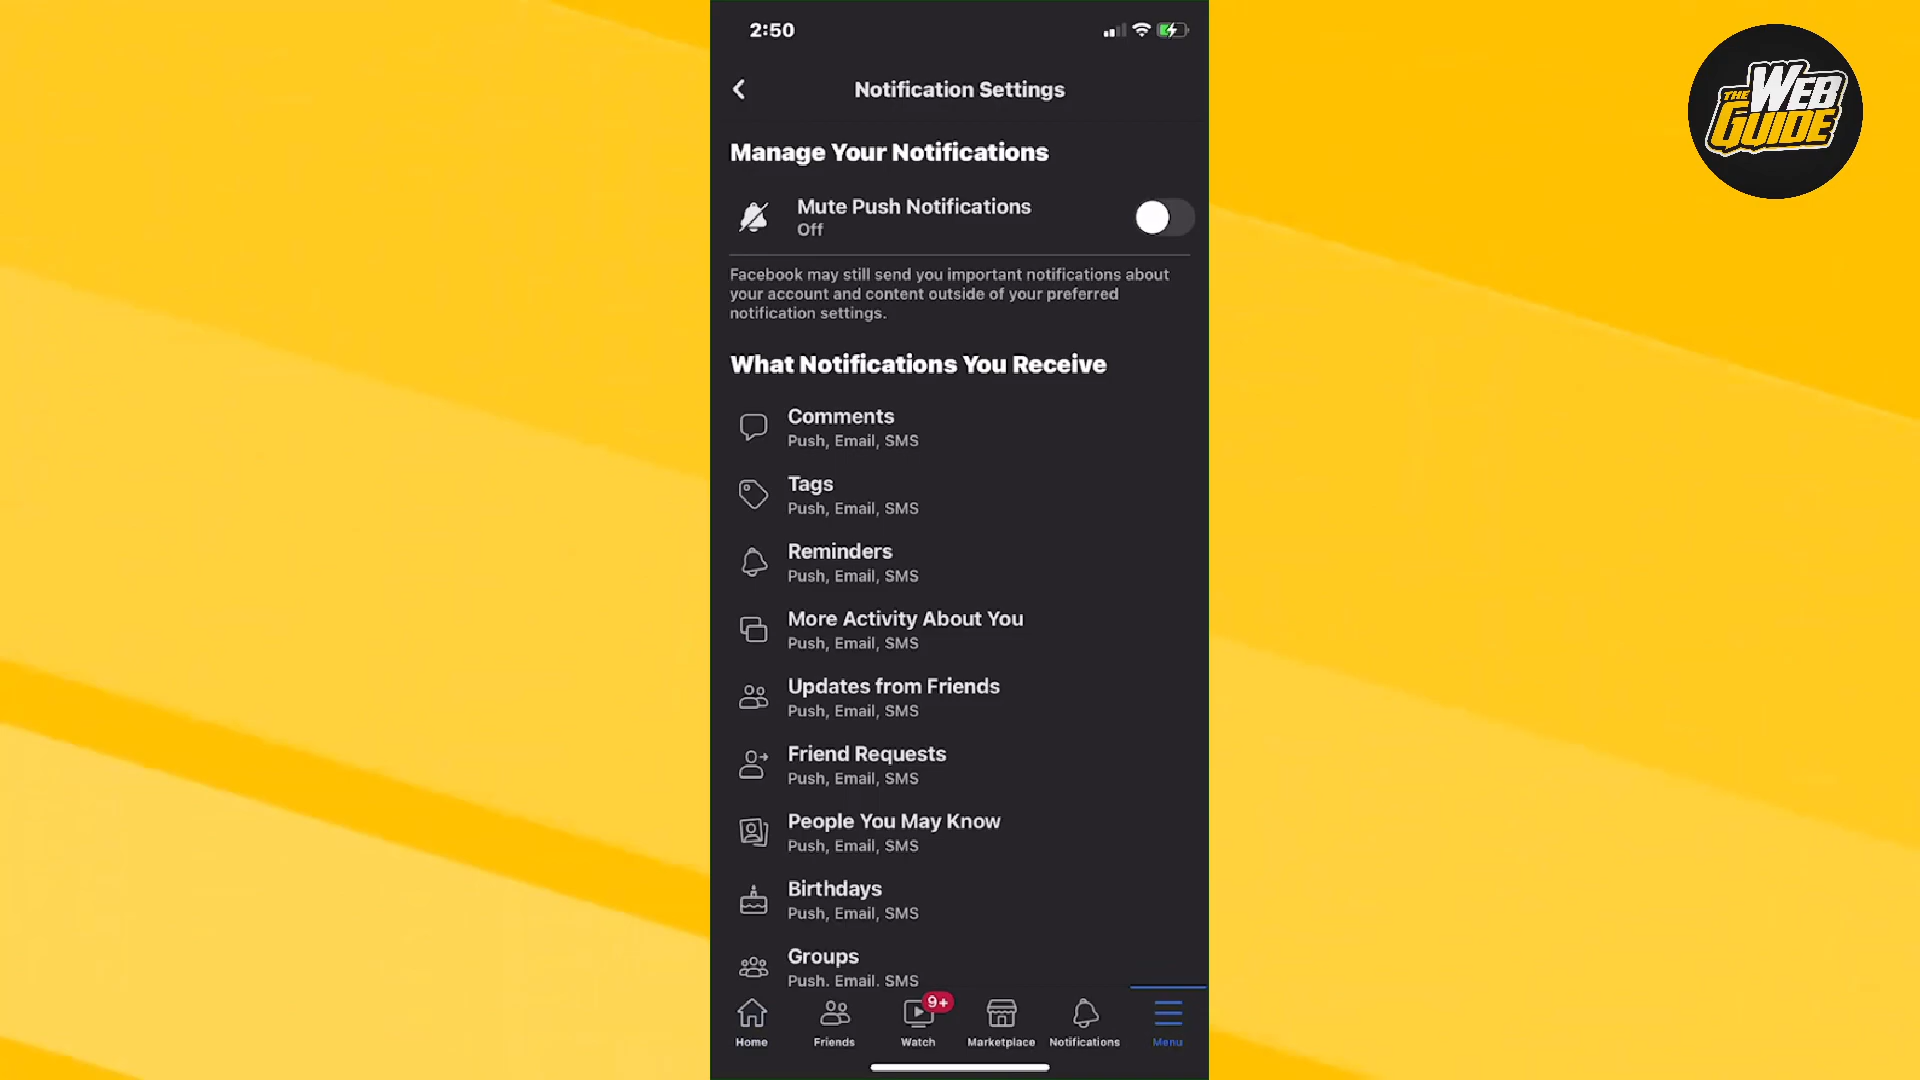 2:50
THE
WEB
GUIDE
Notification Settings
Manage Your Notifications
Mute Push Notifications
Off
Facebook may still send you important notifications about
your account and content outside of your preferred
notification settings.
What Notifications You Receive
Comments
Push, Email, SMS
Tags
Push, Email, SMS
Reminders
Push, Email, SMS
More Activity About You
Push, Email, SMS
Updates from Friends
Push, Email, SMS
Friend Requests
Push, Email, SMS
People You May Know
Push, Email, SMS
Birthdays
Push, Email, SMS
Groups
Push, Email, SMS
9+
Home Friends Watch Marketplace Notifications Menu